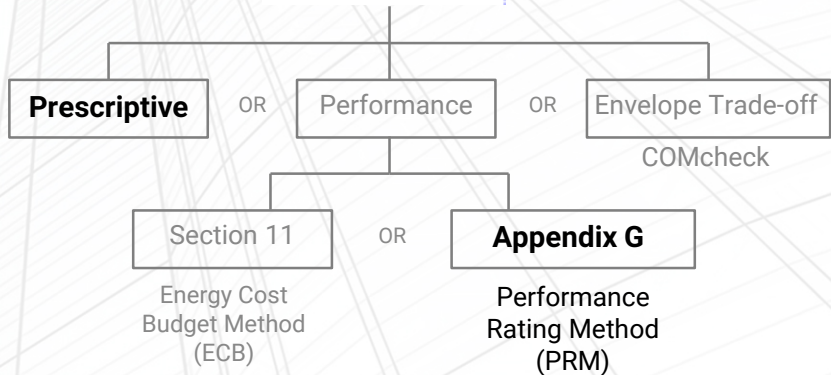 Prescriptive
OR
Performance
OR
Envelope Trade-off
COMcheck
Section 11
OR
Appendix G
Energy Cost
Budget Method
(ECB)
Performance
Rating Method
(PRM)